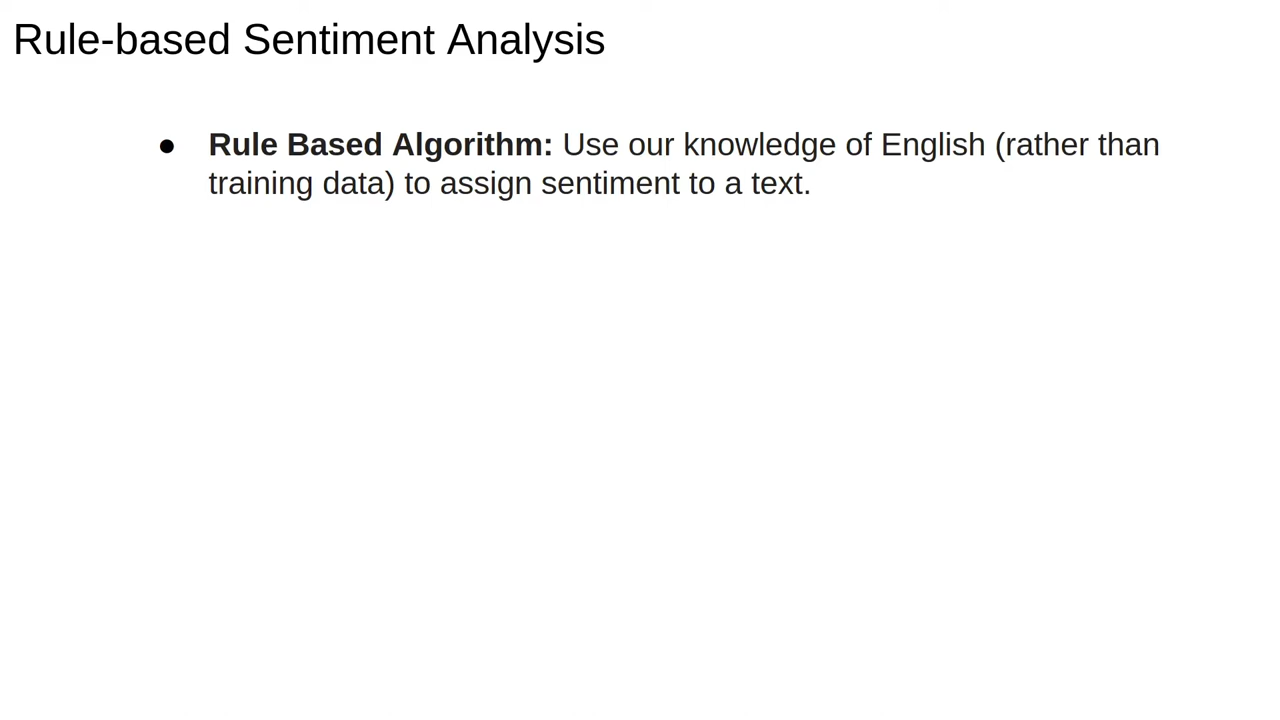 Rule-based Sentiment Analysis
● Rule Based Algorithm: Use our knowledge of English (rather than
training data) to assign sentiment to a text.